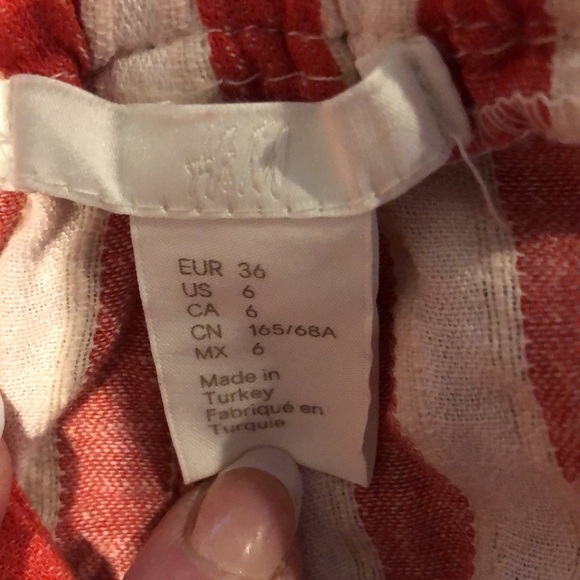 H&M
EUR 36
US 6
CA 6
CN 165/68A
MX 6
Made in
Turkey
Fabriqué en
Turquie